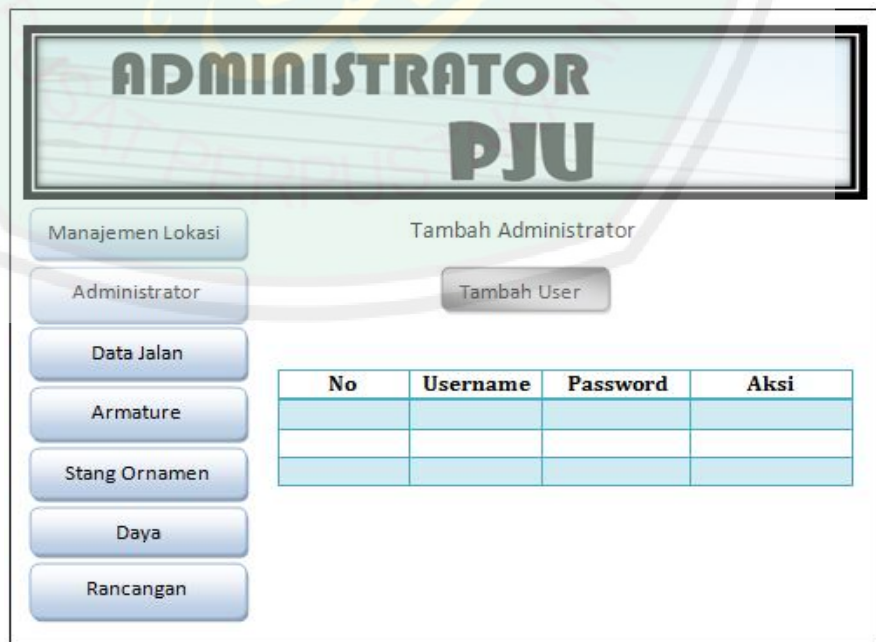 ADMINISTRATOR
PJU
Manajemen Lokasi
Administrator
Data Jalan
Armature
Stang Ornamen
Daya
Rancangan
Tambah Administrator
Tambah User
No Username Password Aksi